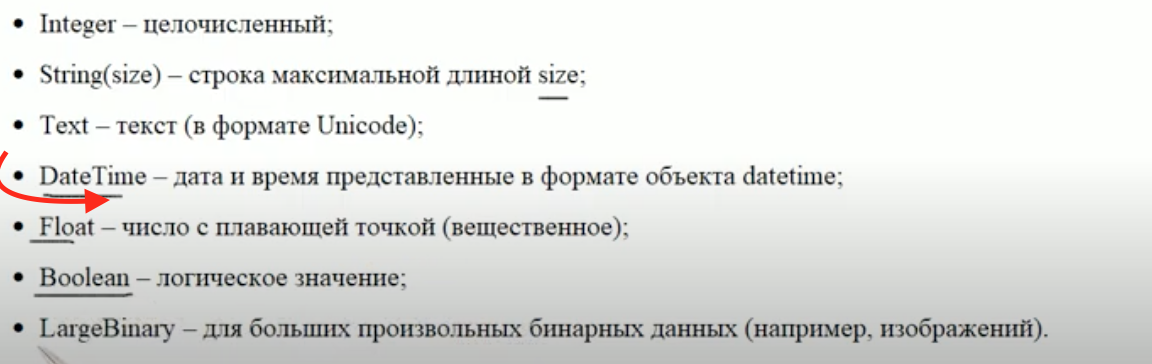 • Integer – целочисленный;
• String(size) – строка максимальной длиной size;
• Text – текст (в формате Unicode);
• DateTime – дата и время представленные в формате объекта datetime;
• Float – число с плавающей точкой (вещественное);
• Boolean – логическое значение;
• LargeBinary – для больших произвольных бинарных данных (например, изображений).